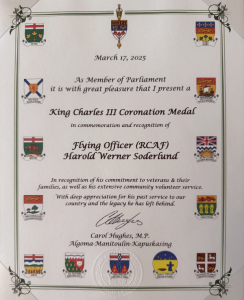 March 17, 2025
As Member of Parliament
it is with great pleasure that I present a
King Charles III Coronation Medal
in commemoration and recognition of
Flying Officer (RCAF)
Harold Werner Soderlund
In recognition of his commitment to veterans & their
families, as well as his extensive community volunteer service.
With deep appreciation for his past service to our
country and the legacy he has left behind.
Carol Hughes, M.P.
Algoma-Manitoulin-Kapuskasing